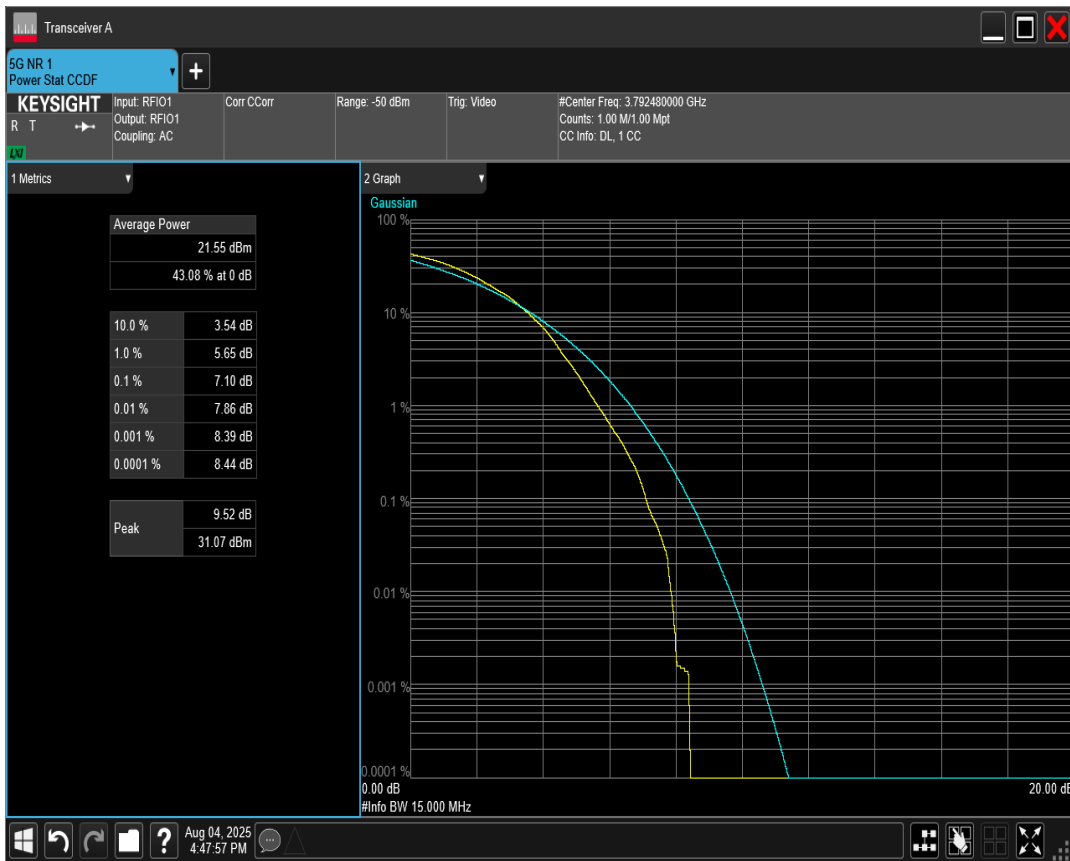 Transceiver A
5G NR 1
Power Stat CCDF
+
KEYSIGHT
R T
LXI
Input: RFIO1
Output: RFIO1
Coupling: AC
Corr CCorr
Range: -50 dBm
Trig: Video
#Center Freq: 3.792480000 GHz
Counts: 1.00 M/1.00 Mpt
CC Info: DL, 1 CC
1 Metrics
Average Power
21.55 dBm
43.08 % at 0 dB
10.0 % 3.54 dB
1.0 % 5.65 dB
0.1 % 7.10 dB
0.01 % 7.86 dB
0.001 % 8.39 dB
0.0001 % 8.44 dB
Peak
9.52 dB
31.07 dBm
2 Graph
Gaussian
100 %
10 %
1 %
0.1 %
0.01 %
0.001 %
0.0001 %
0.00 dB
20.00 dB
#Info BW 15.000 MHz
?
Aug 04, 2025
4:47:57 PM